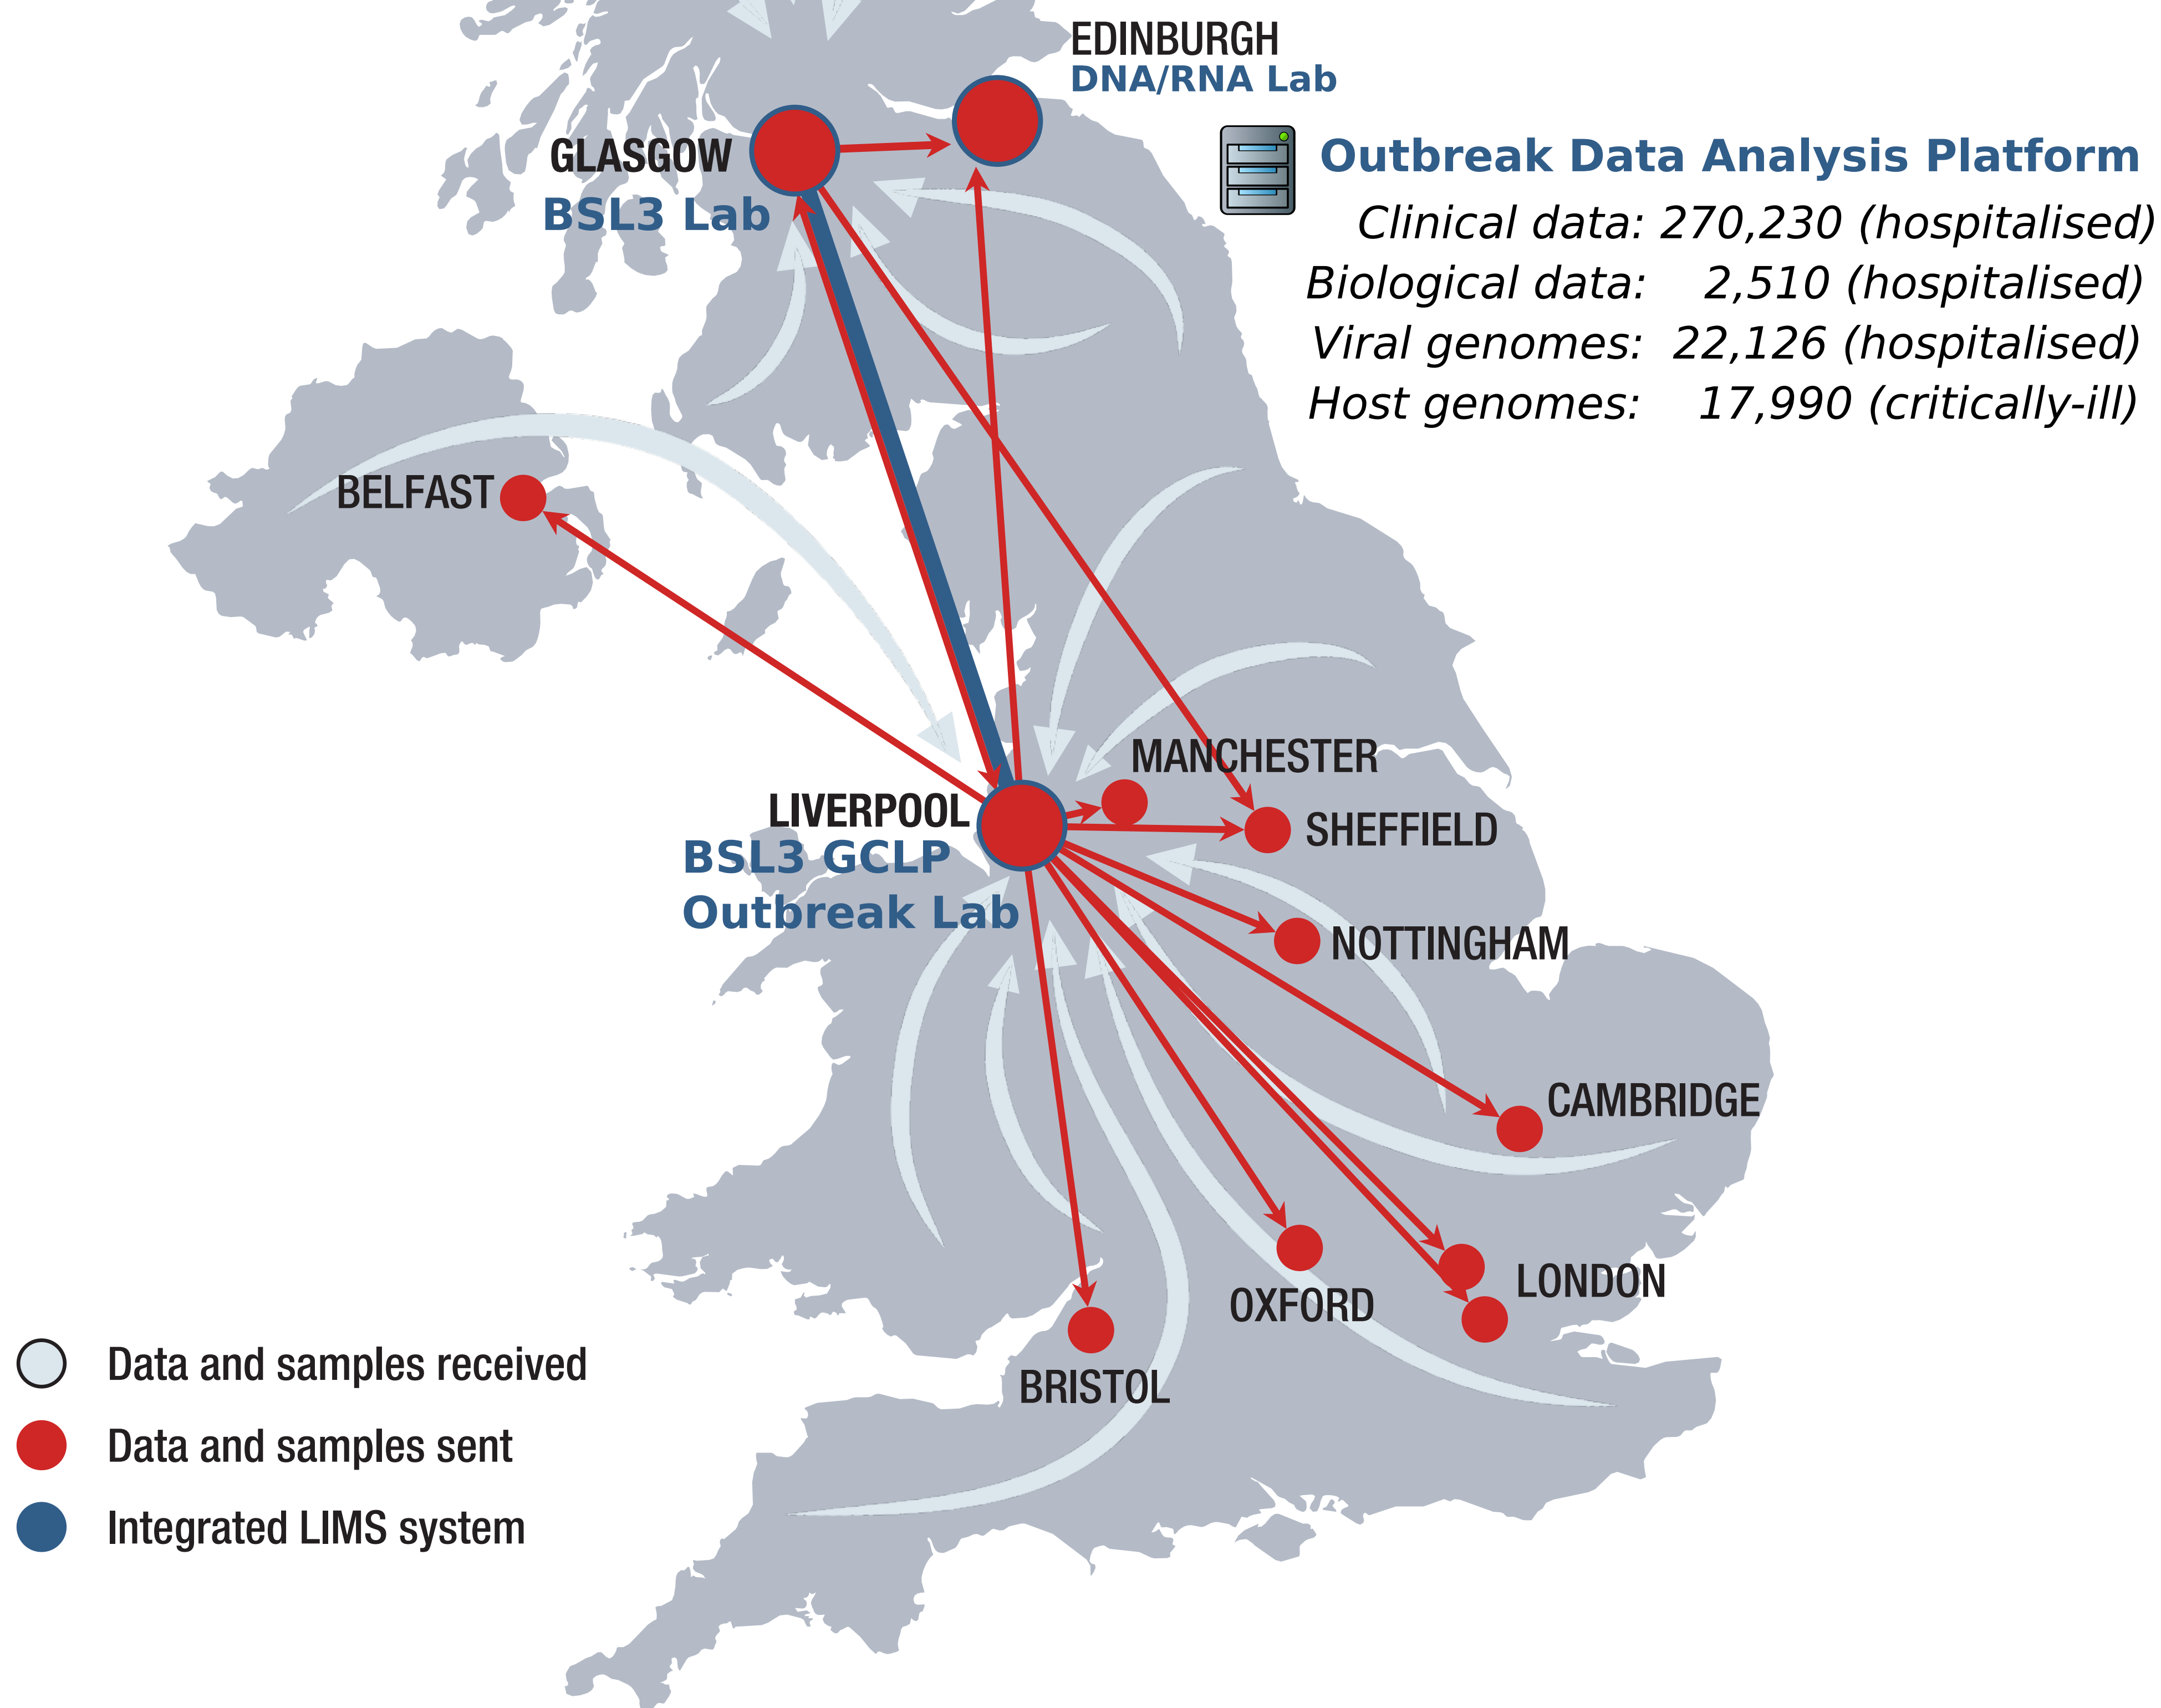 EDINBURGH
DNA/RNA Lab
GLASGOW
BSL3 Lab
Outbreak Data Analysis Platform
Clinical data: 270,230 (hospitalised)
Biological data: 2,510 (hospitalised)
Viral genomes: 22,126 (hospitalised)
Host genomes: 17,990 (critically-ill)
BELFAST
MANCHESTER
LIVERPOOL
BSL3 GCLP
Outbreak Lab
SHEFFIELD
NOTTINGHAM
CAMBRIDGE
LONDON
OXFORD
BRISTOL
Data and samples received
Data and samples sent
Integrated LIMS system